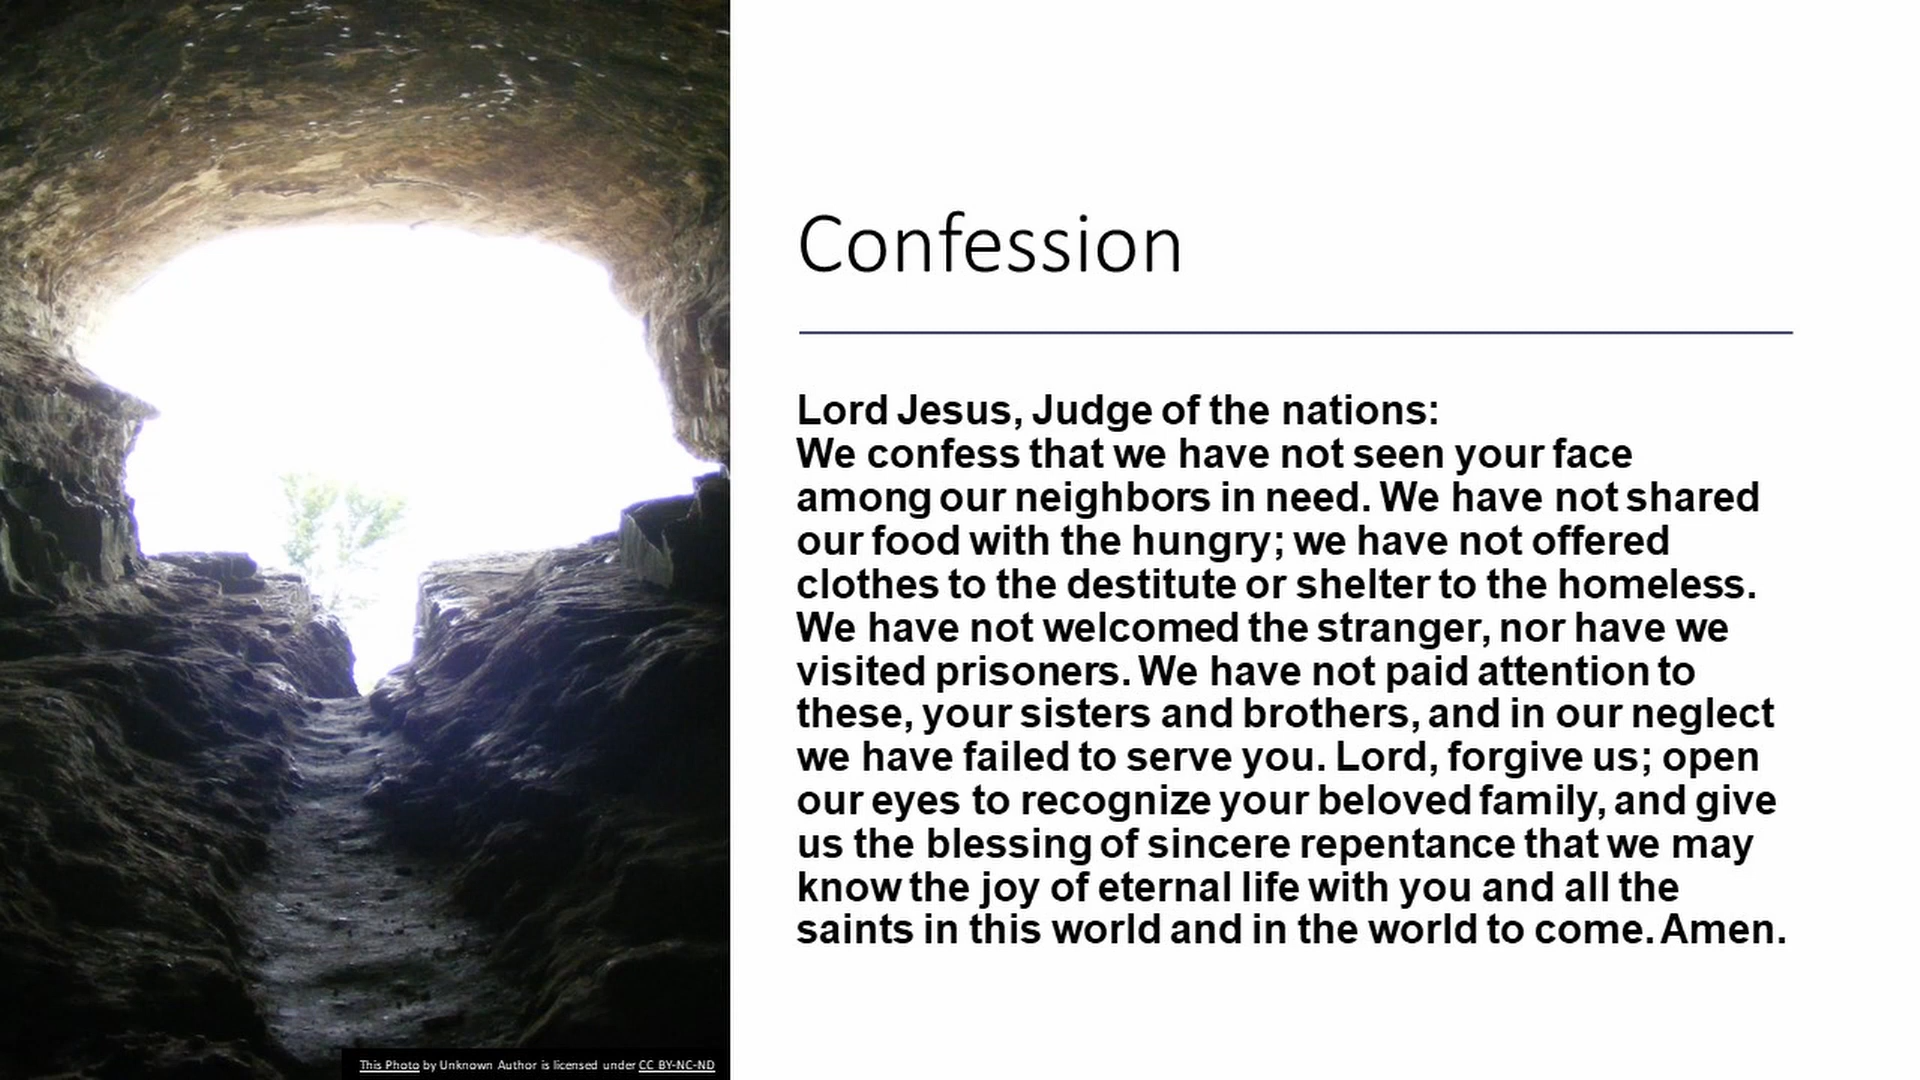 Confession
Lord Jesus, Judge of the nations:
We confess that we have not seen your face
among our neighbors in need. We have not shared
our food with the hungry; we have not offered
clothes to the destitute or shelter to the homeless.
We have not welcomed the stranger, nor have we
visited prisoners. We have not paid attention to
these, your sisters and brothers, and in our neglect
we have failed to serve you. Lord, forgive us; open
our eyes to recognize your beloved family, and give
us the blessing of sincere repentance that we may
know the joy of eternal life with you and all the
saints in this world and in the world to come. Amen.
This Photo by Unknown Author is licensed under CC BY-NC-ND